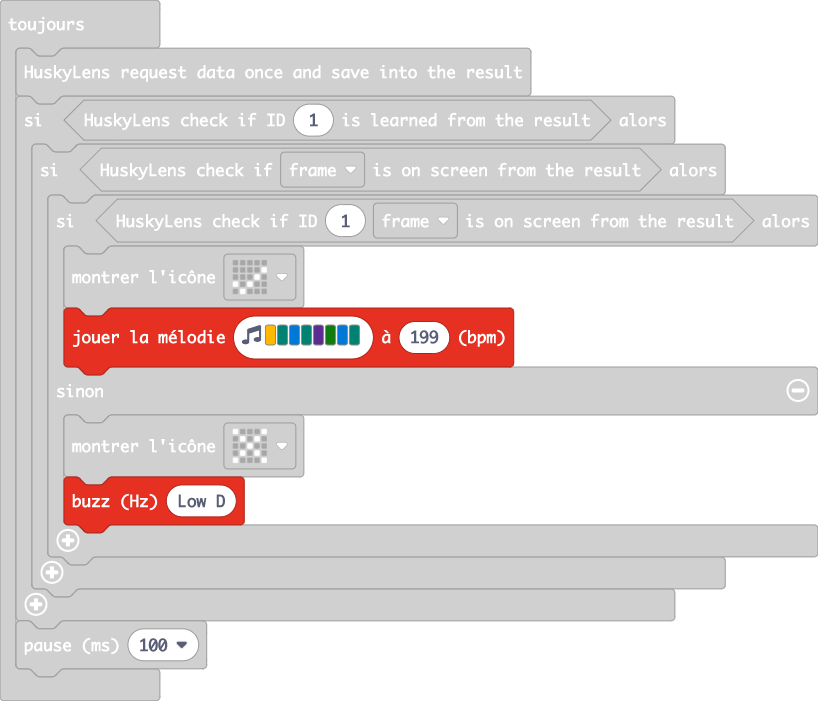 toujours
HuskyLens request data once and save into the result
si HuskyLens check if ID 1 is learned from the result alors
si HuskyLens check if frame is on screen from the result alors
si HuskyLens check if ID 1 frame is on screen from the result alors
montrer l'icône
jouer la mélodie à 199 (bpm)
sinon
montrer l'icône
buzz (Hz) Low D
pause (ms) 100